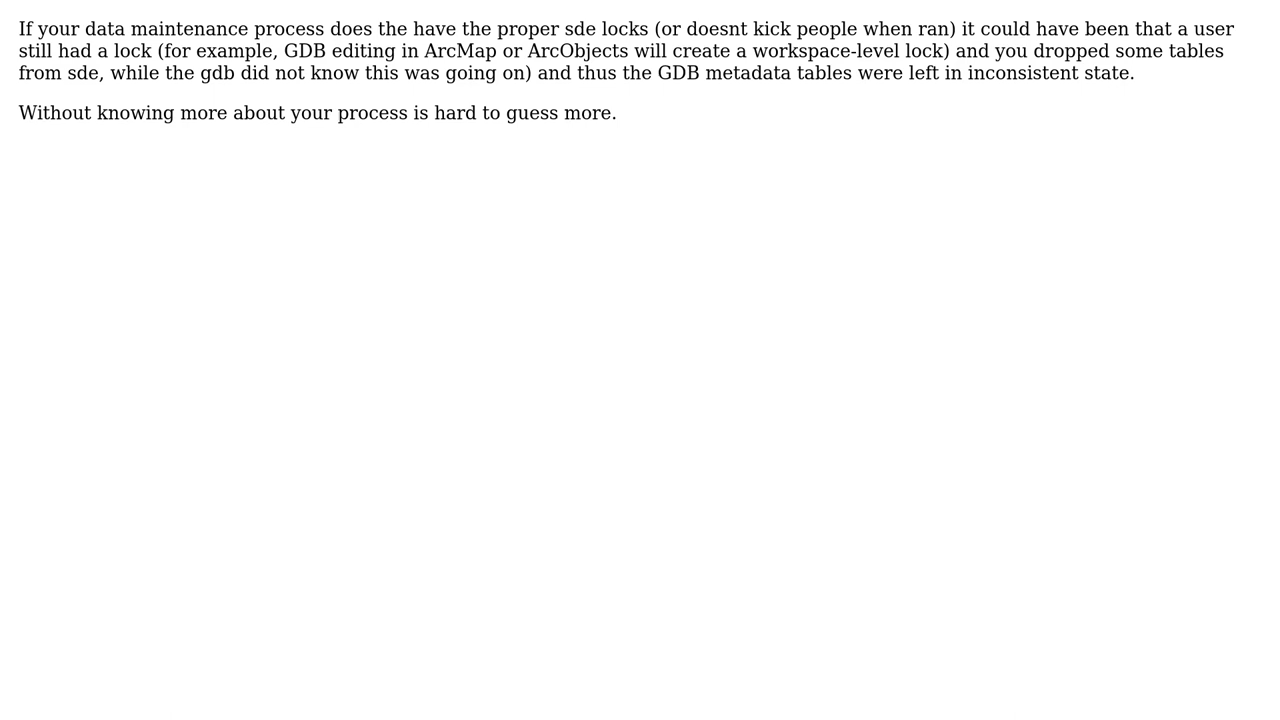 If your data maintenance process does the have the proper sde locks (or doesnt kick people when ran) it could have been that a user
still had a lock (for example, GDB editing in ArcMap or ArcObjects will create a workspace-level lock) and you dropped some tables
from sde, while the gdb did not know this was going on) and thus the GDB metadata tables were left in inconsistent state.
Without knowing more about your process is hard to guess more.